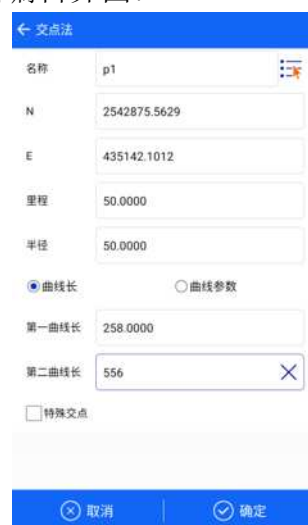 交点法
名称 p1
N 2542875.5629
E 435142.1012
里程 50.0000
半径 50.0000
曲线长 曲线参数
第一曲线长 258.0000
第二曲线长 556
特殊交点
取消 确定